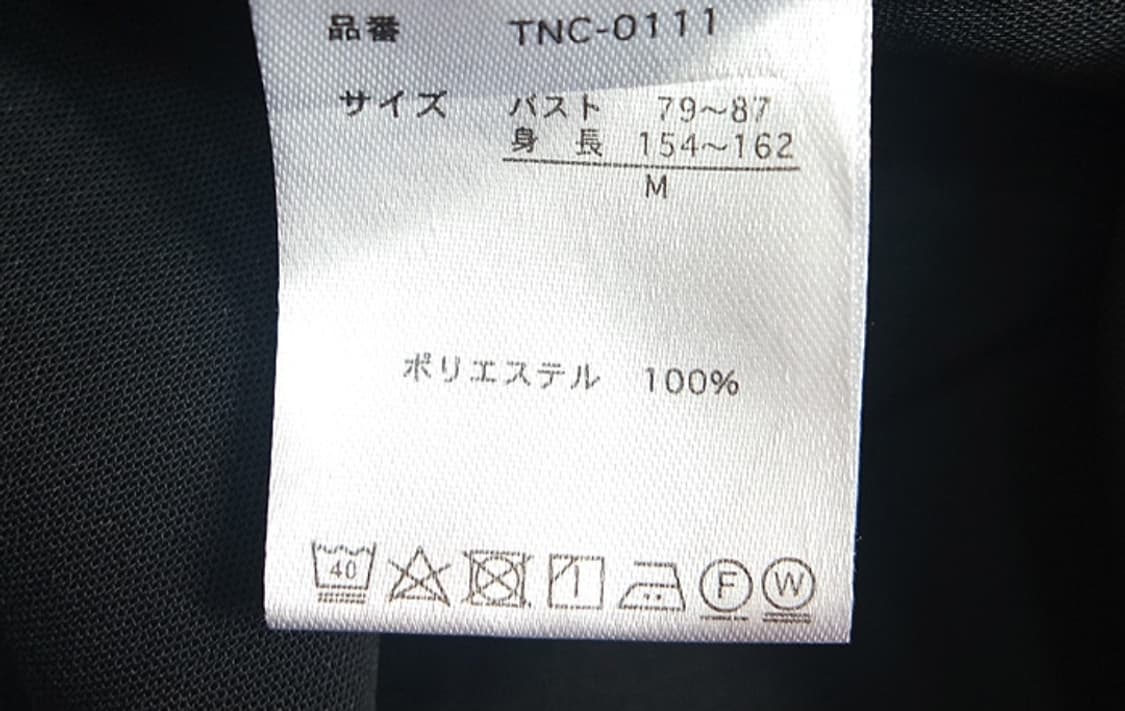 品番 TNC-0111
サイズ バスト 79～87
身長 154～162
M
ポリエステル 100%
40 F W